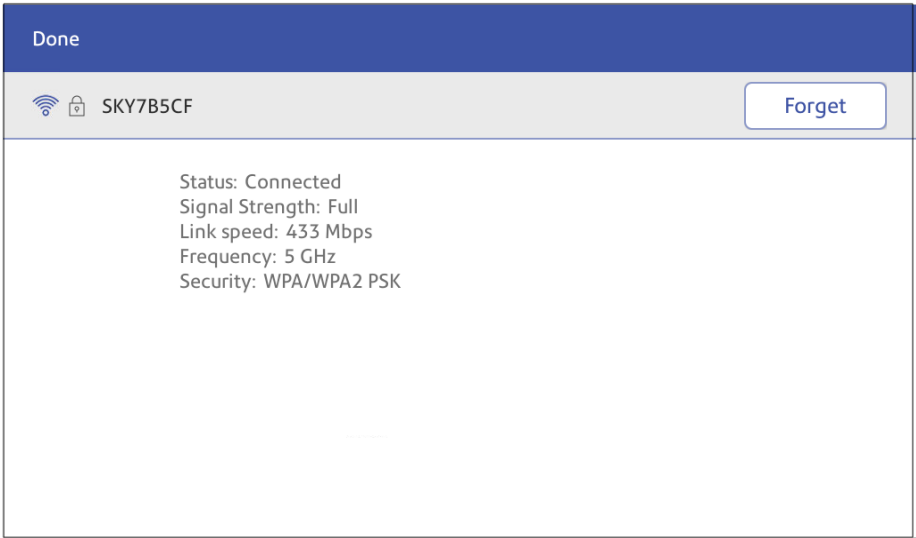 Done
SKY7B5CF
Forget
Status: Connected
Signal Strength: Full
Link speed: 433 Mbps
Frequency: 5 GHz
Security: WPA/WPA2 PSK